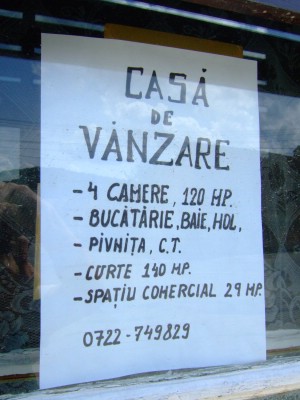 CASĂ
DE
VÂNZARE
- 4 CAMERE, 120 MP.
- BUCĂTĂRIE, BAIE, HOL,
- PIVNIȚA, C.T.
- CURTE 140 MP.
- SPAȚIU COMERCIAL 29 MP.
0722-749829